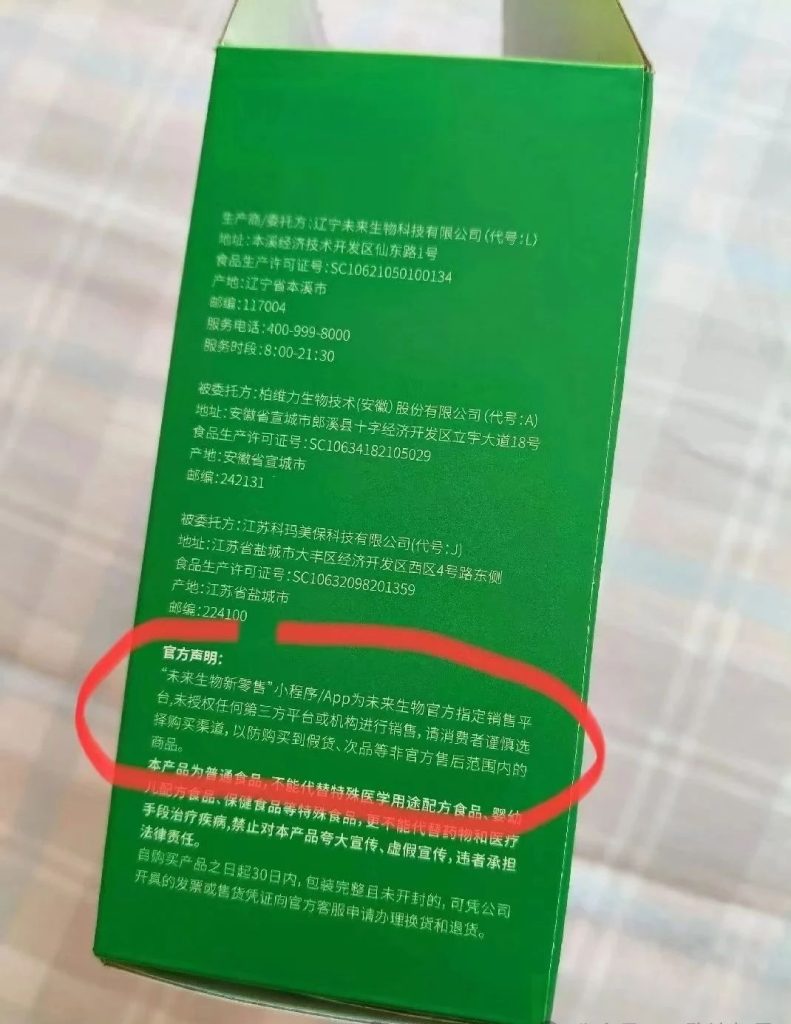 生产商/委托方:辽宁未来生物科技有限公司(代号:L)
地址:本溪经济技术开发区仙东路1号
食品生产许可证号:SC10621050100134
产地:辽宁省本溪市
邮编:117004
服务电话:400-999-8000
服务时段:8:00-21:30
被委托方:柏维力生物技术(安徽)股份有限公司(代号:A)
地址:安徽省宣城市郎溪县十字经济开发区立宇大道18号
食品生产许可证号:SC10634182105029
产地:安徽省宣城市
邮编:242131
被委托方:江苏科玛美保科技有限公司(代号:J)
地址:江苏省盐城市大丰区经济开发区西区4号路东侧
食品生产许可证号:SC10632098201359
产地:江苏省盐城市
邮编:224100
官方声明:
“未来生物新零售”小程序/App为未来生物官方指定销售平
台,未授权任何第三方平台或机构进行销售,请消费者谨慎选
择购买渠道,以防购买到假货、次品等非官方售后范围内的
商品。
本产品为普通食品,不能代替特殊医学用途配方食品、婴幼
儿配方食品、保健食品等特殊食品,更不能代替药物和医疗
手段治疗疾病,禁止对本产品夸大宣传、虚假宣传,违者承担
法律责任。
自购买产品之日起30日内,包装完整且未开封的,可凭公司
开具的发票或售货凭证向官方客服申请办理换货和退货。